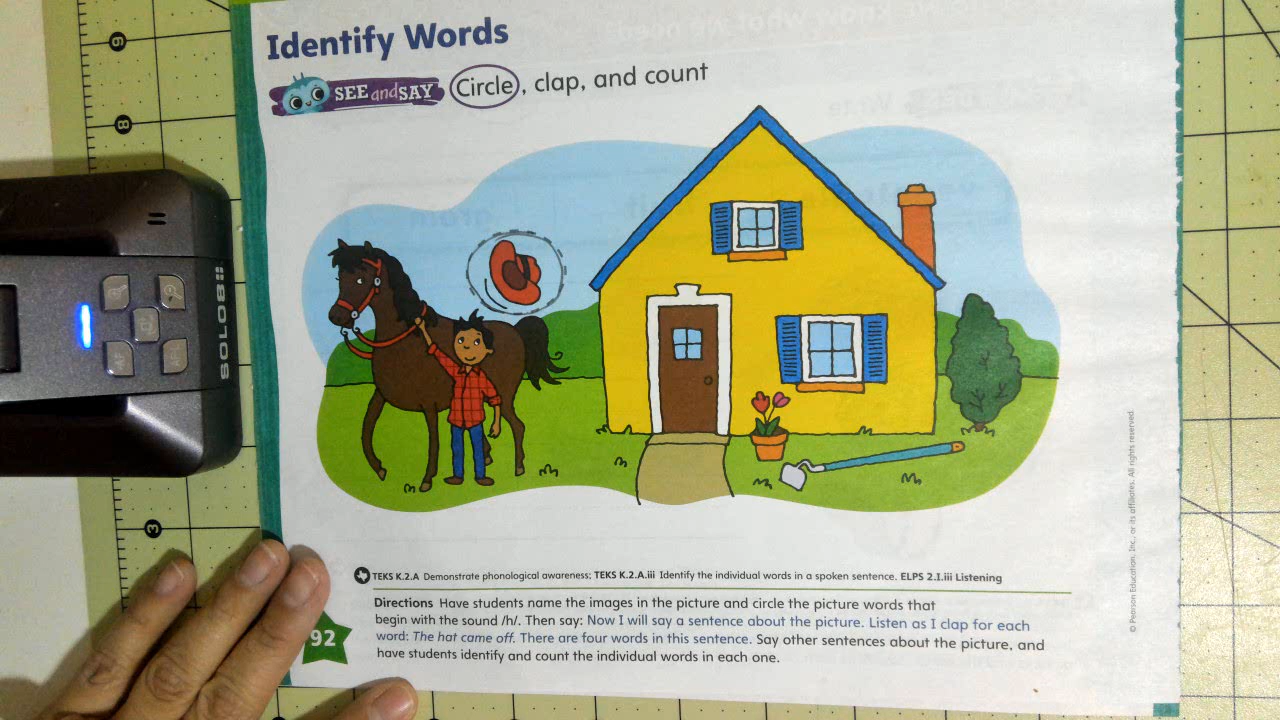 Identify Words
SEE and SAY Circle, clap, and count
TEKS K.2.A Demonstrate phonological awareness; TEKS K.2.A.iii Identify the individual words in a spoken sentence. ELPS 2.I.iii Listening
Directions Have students name the images in the picture and circle the picture words that
begin with the sound /h/. Then say: Now I will say a sentence about the picture. Listen as I clap for each
word: The hat came off. There are four words in this sentence. Say other sentences about the picture, and
have students identify and count the individual words in each one.
92
© Pearson Education, Inc., or its affiliates. All rights reserved.
SOLO8
9
8
3